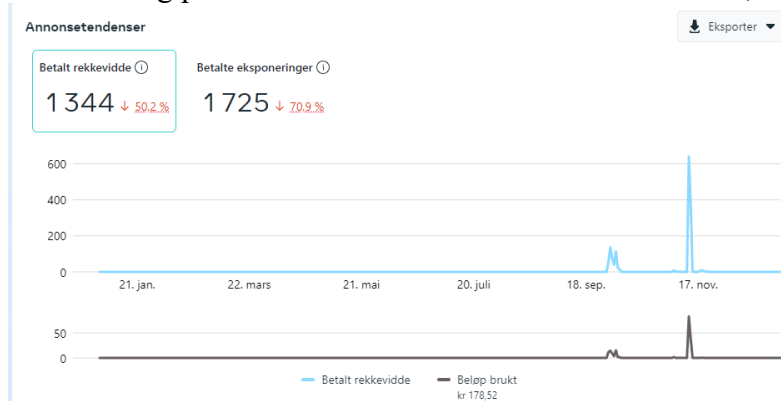 Annonsetendenser
Eksporter
Betalt rekkevidde
1 344 ↓ 50,2 %
Betalte eksponeringer
1 725 ↓ 70,9 %
600
400
200
0
21. jan. 22. mars 21. mai 20. juli 18. sep. 17. nov.
50
0
Betalt rekkevidde Beløp brukt
kr 178,52